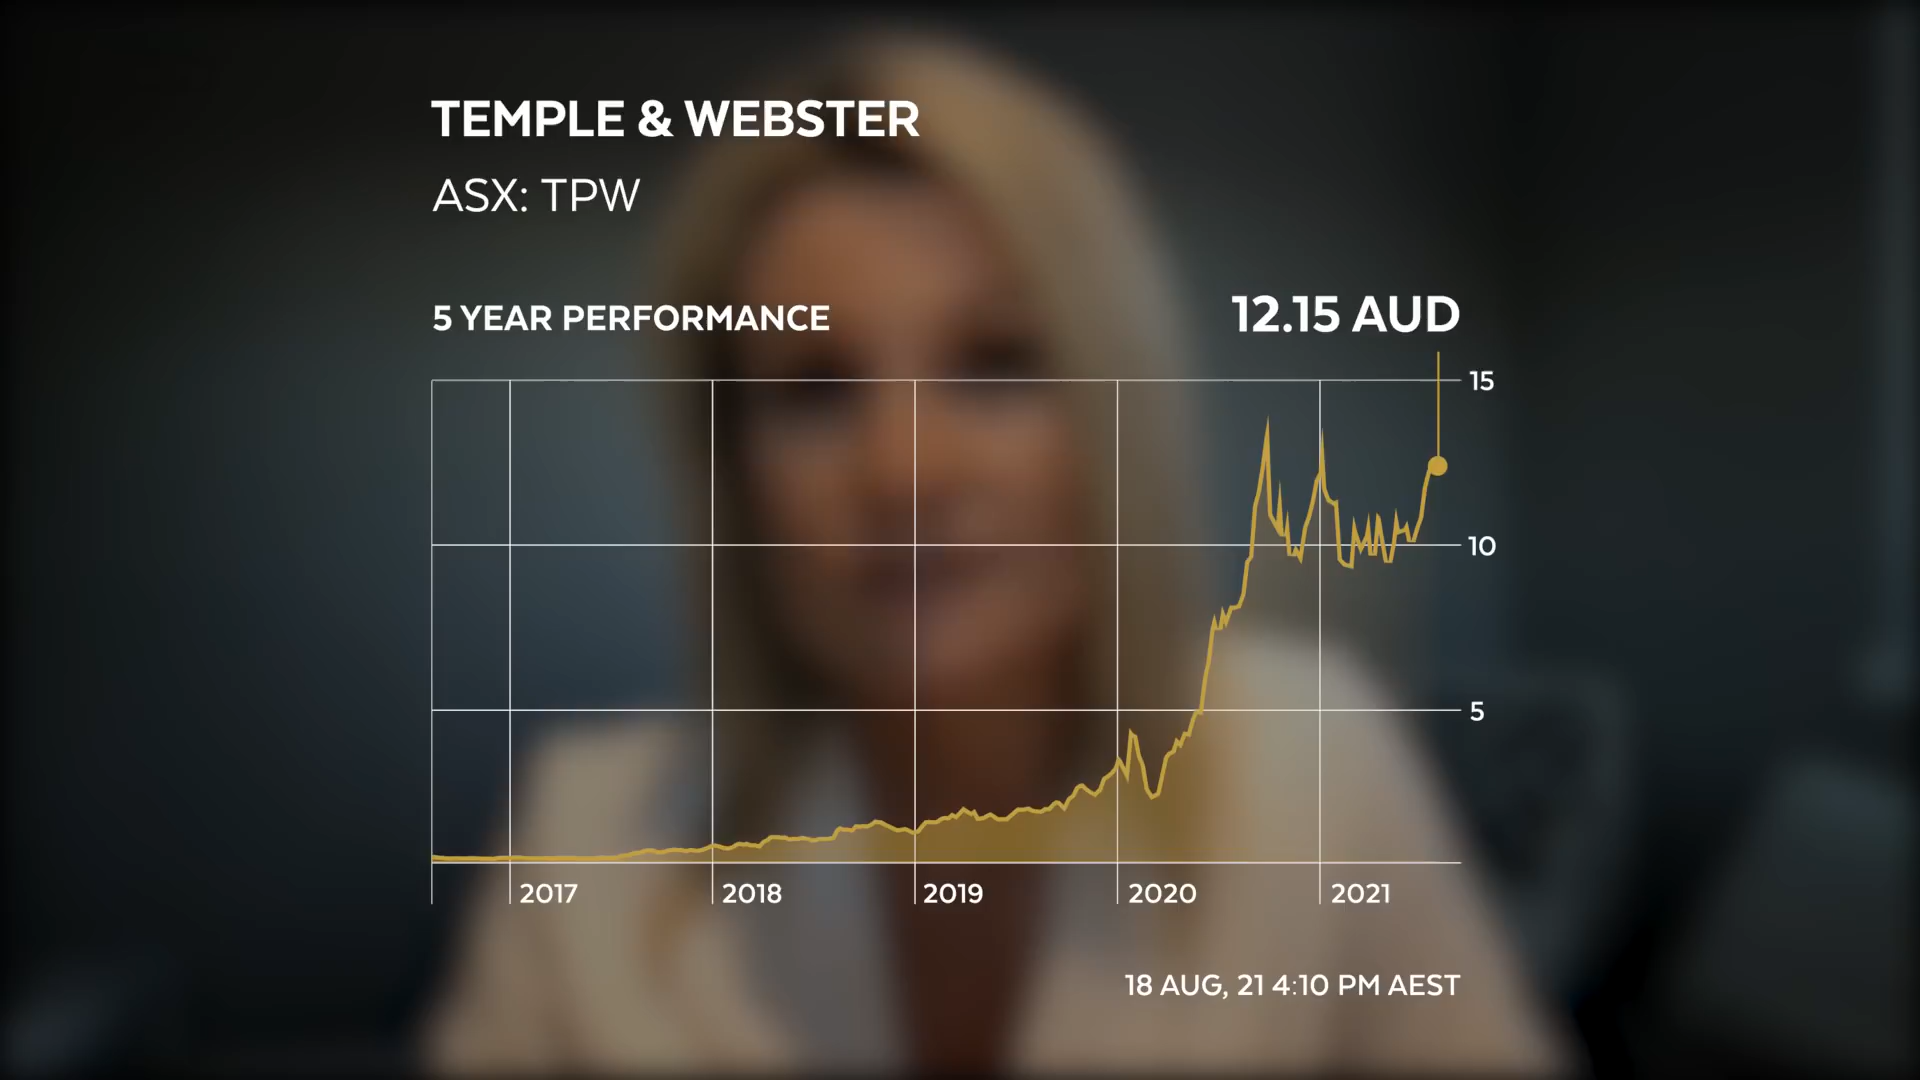 TEMPLE & WEBSTER
ASX: TPW
5 YEAR PERFORMANCE
12.15 AUD
15
10
5
2017
2018
2019
2020
2021
18 AUG, 21 4:10 PM AEST